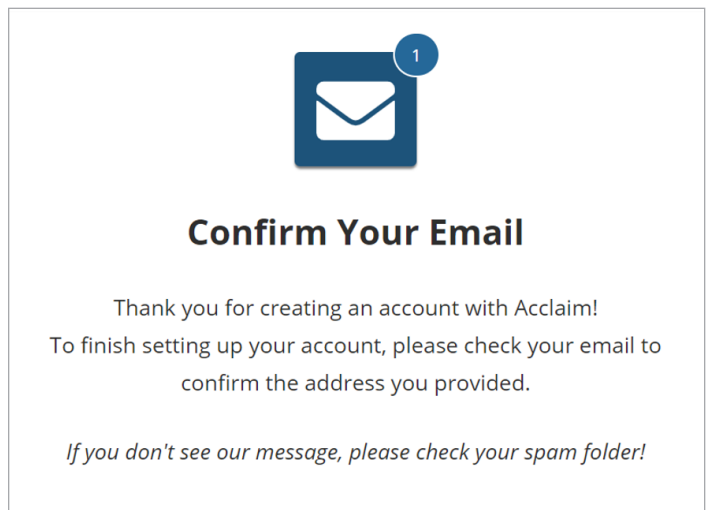 1
Confirm Your Email
Thank you for creating an account with Acclaim!
To finish setting up your account, please check your email to
confirm the address you provided.
If you don't see our message, please check your spam folder!